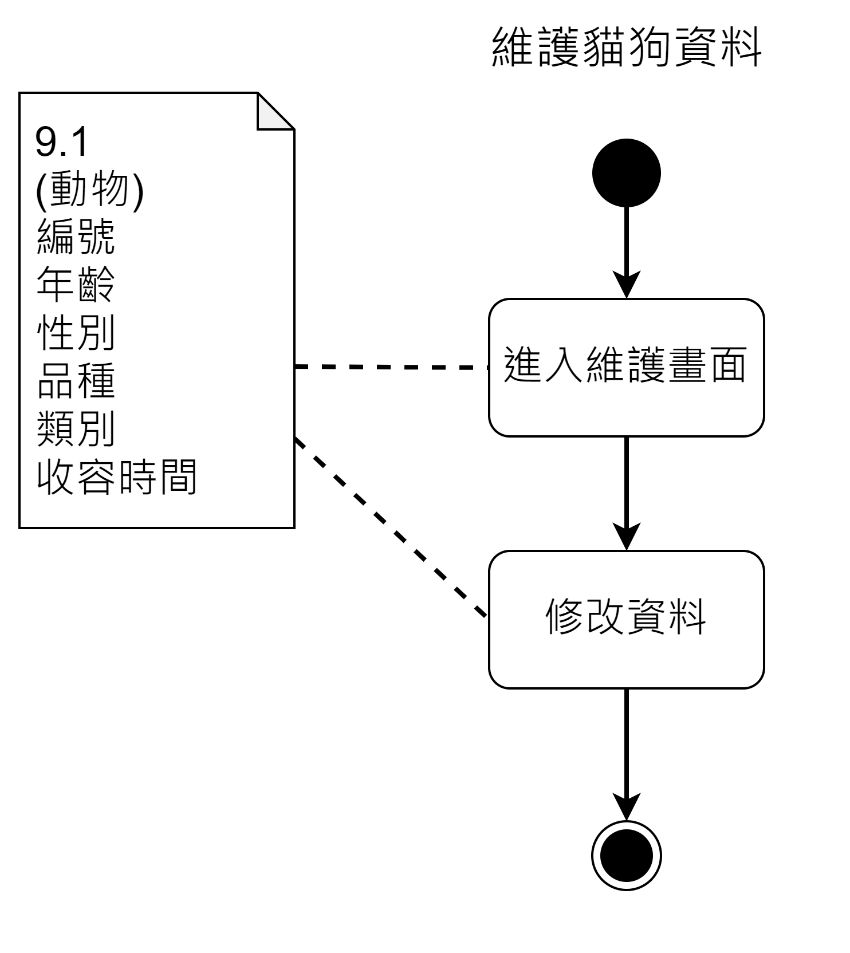 維護貓狗資料
9.1
(動物)
編號
年齡
性別
品種
類別
收容時間
進入維護畫面
修改資料